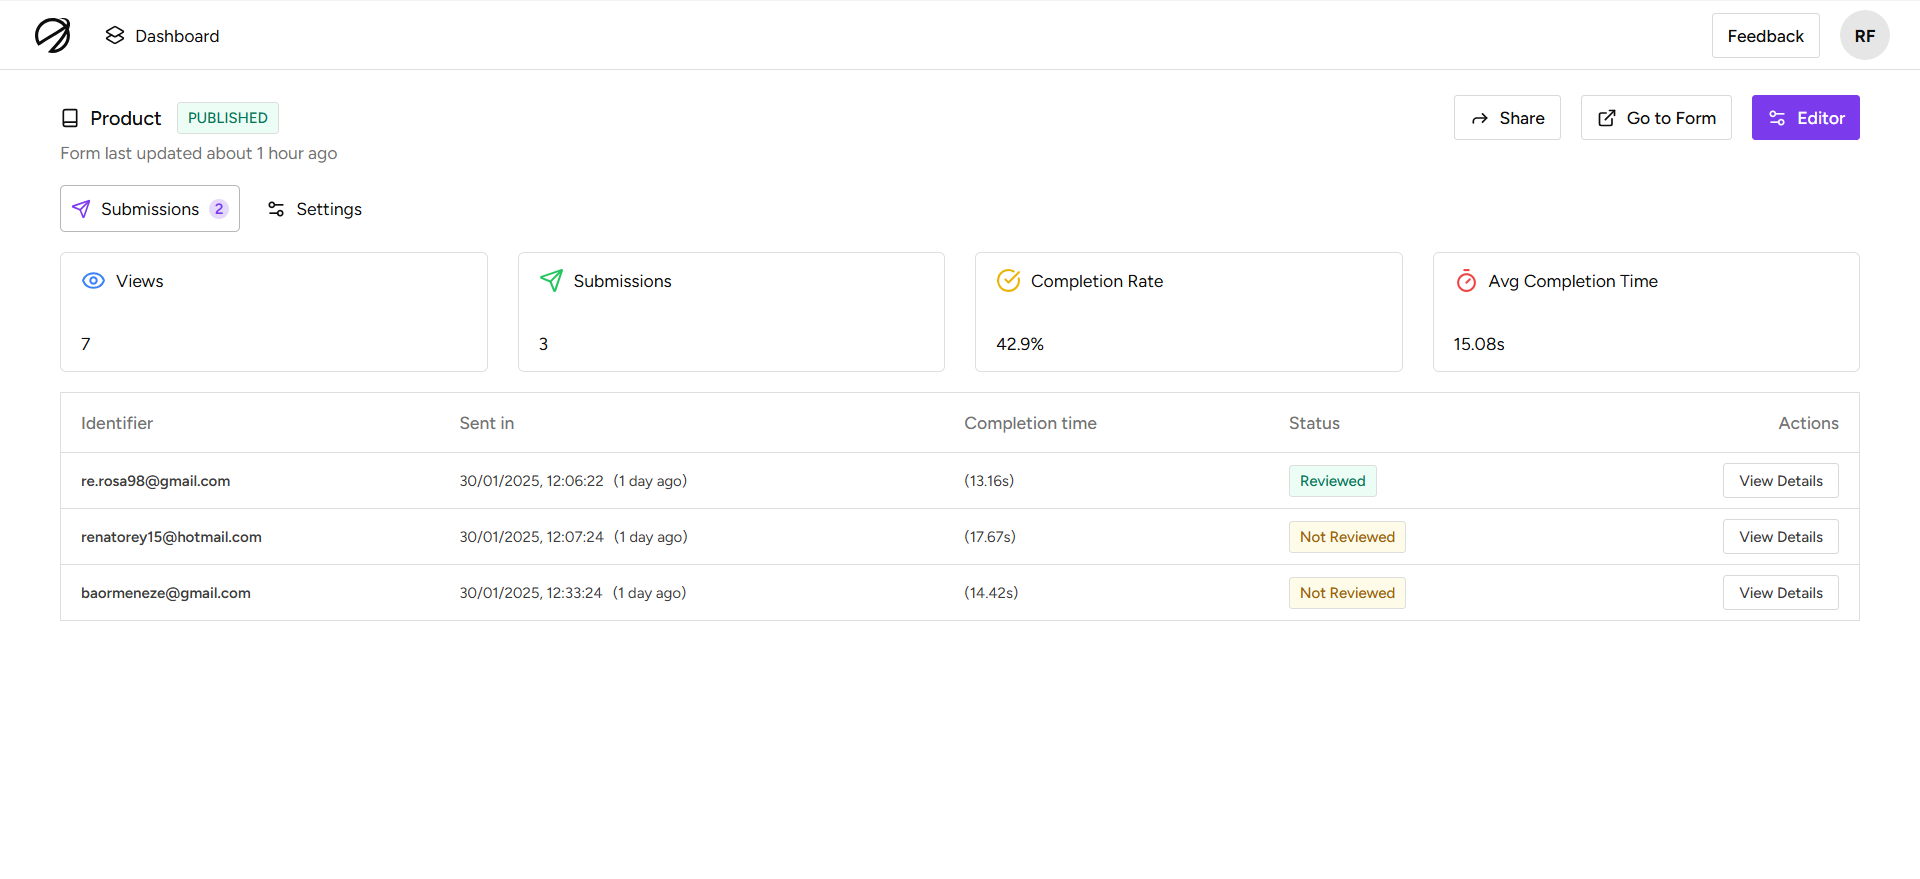 Dashboard
Feedback
RF
Product
PUBLISHED
Share
Go to Form
Editor
Form last updated about 1 hour ago
Submissions 2
Settings
Views
7
Submissions
3
Completion Rate
42.9%
Avg Completion Time
15.08s
Identifier Sent in Completion time Status Actions
re.rosa98@gmail.com 30/01/2025, 12:06:22 (1 day ago) (13.16s) Reviewed View Details
renatorey15@hotmail.com 30/01/2025, 12:07:24 (1 day ago) (17.67s) Not Reviewed View Details
baormeneze@gmail.com 30/01/2025, 12:33:24 (1 day ago) (14.42s) Not Reviewed View Details